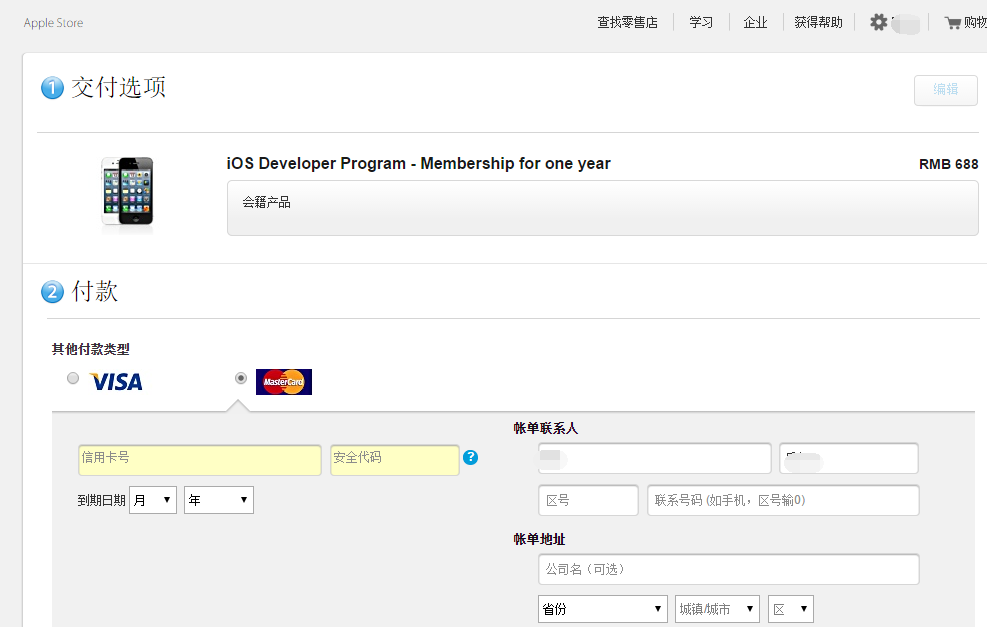 Apple Store 查找零售店 学习 企业 获得帮助 购物
1 交付选项 编辑
iOS Developer Program - Membership for one year RMB 688
会籍产品
2 付款
其他付款类型
VISA MasterCard
信用卡号 安全代码 ?
到期日期 月 年
帐单联系人
区号 联系号码 (如手机，区号输0)
帐单地址
公司名（可选）
省份 城镇/城市 区